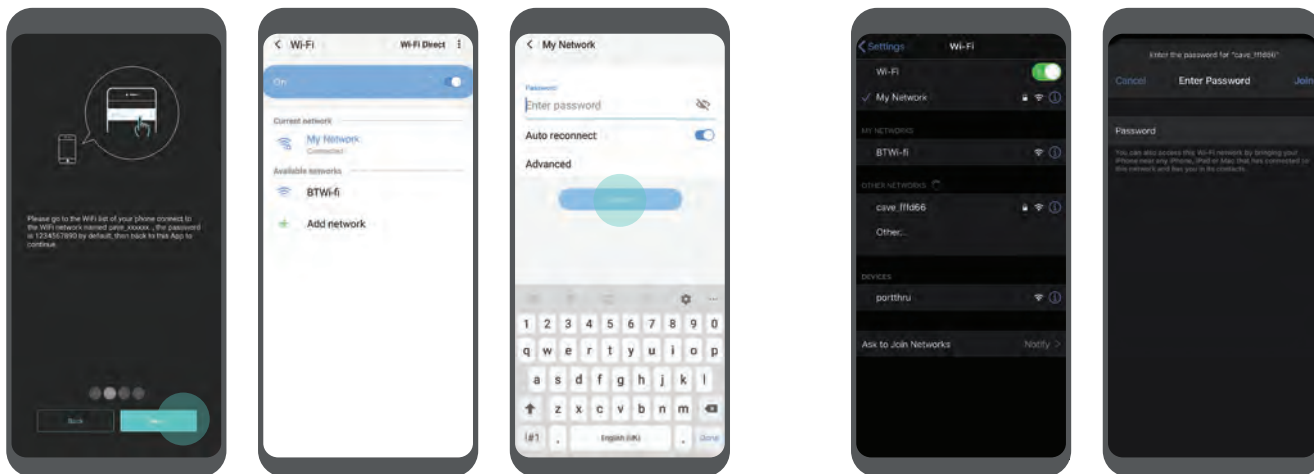 Please go to the WiFi list of your phone connect to
the WiFi network named cave_xxxxxx , the password
is 1234567890 by default, then back to this App to
continue.
Back
< Wi-Fi
Wi-Fi Direct
On
Current network
My Network
Connected
Available networks
BTWi-fi
+ Add network
< My Network
Password
Enter password
Auto reconnect
Advanced
1 2 3 4 5 6 7 8 9 0
q w e r t y u i o p
a s d f g h j k l
z x c v b n m
!#1 , English (UK) . Done
< Settings
Wi-Fi
Wi-Fi
✓ My Network
MY NETWORKS
BTWi-fi
OTHER NETWORKS
cave_fffd66
Other...
DEVICES
portthru
Ask to Join Networks
Notify >
Enter the password for "cave_fffd66"
Cancel
Enter Password
Join
Password
You can also access this Wi-Fi network by bringing your
iPhone near any iPhone, iPad or Mac that has connected to
this network and has you in its contacts.